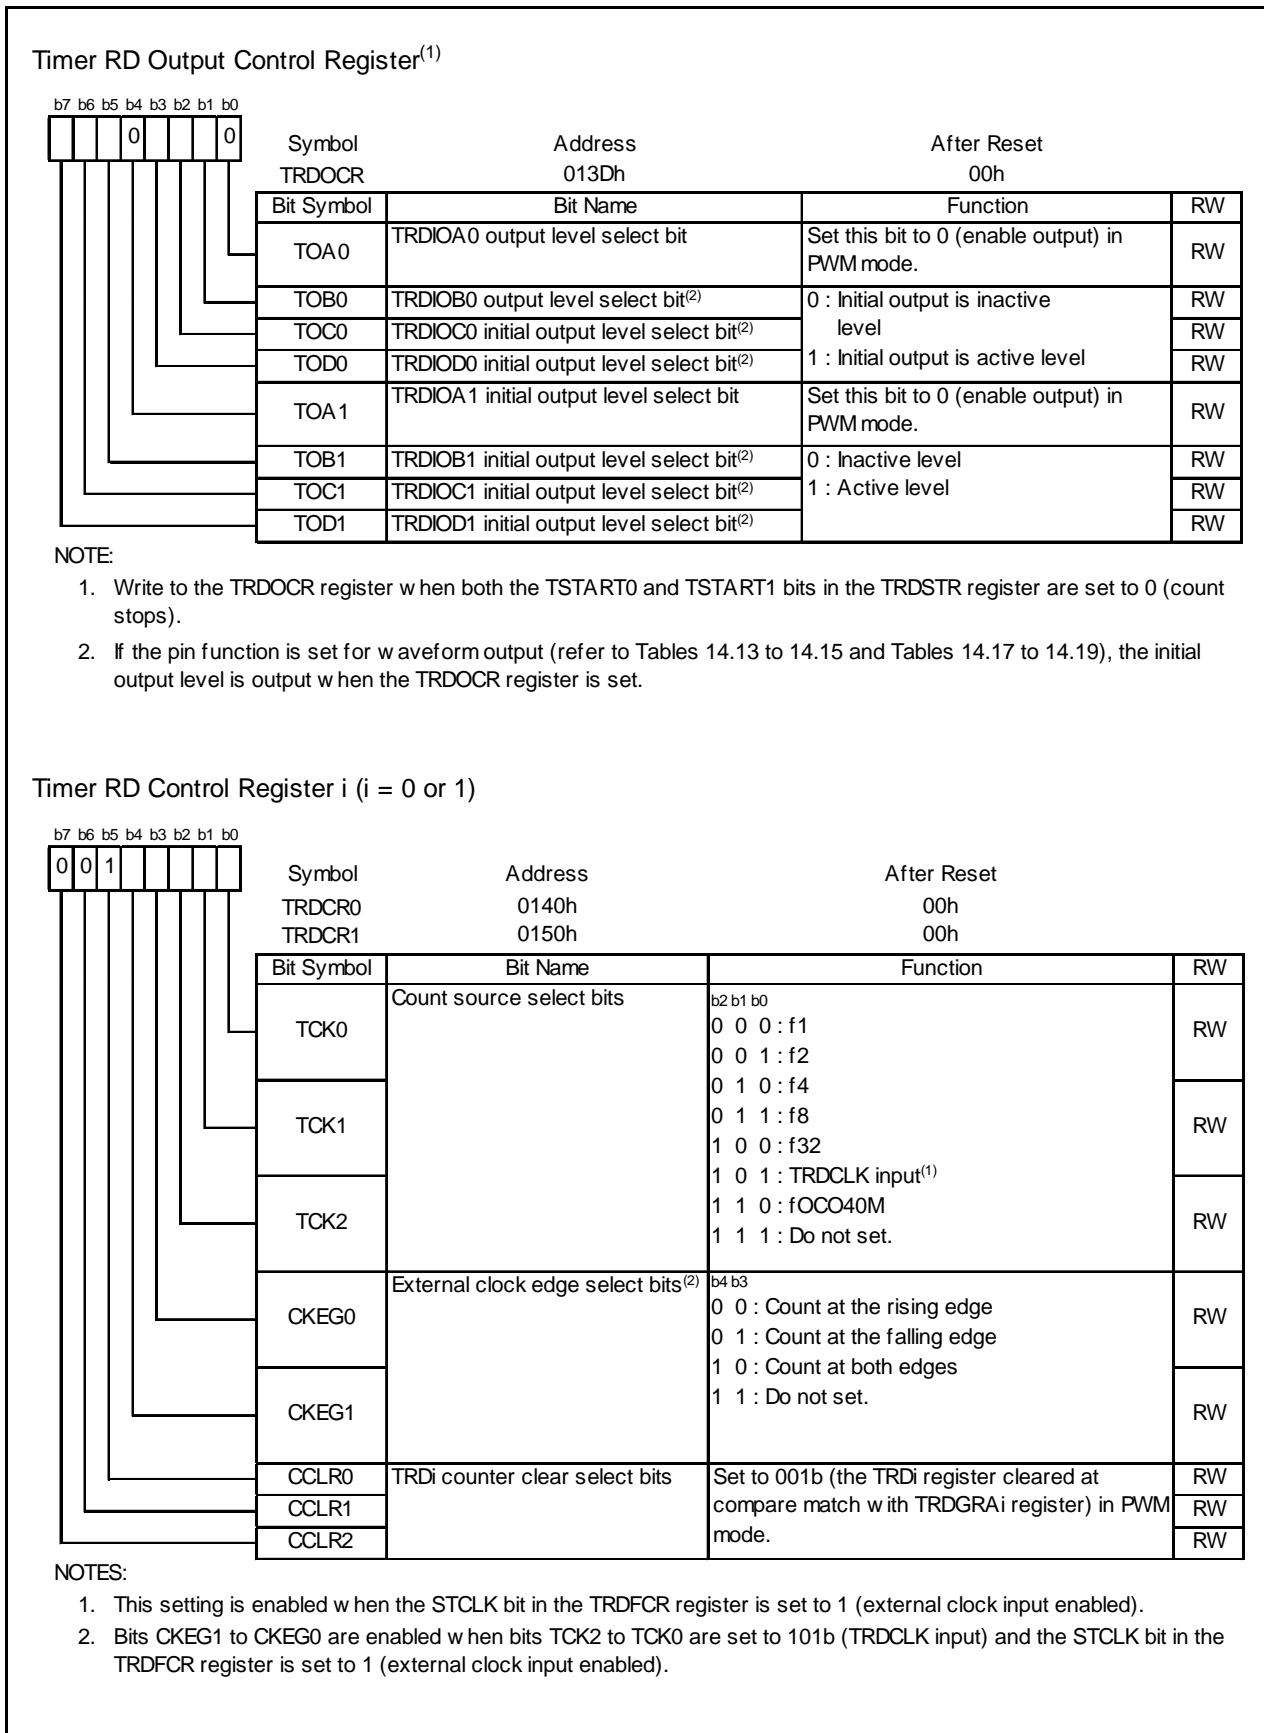 Timer RD Output Control Register(1)
b7 b6 b5 b4 b3 b2 b1 b0
0 0
Symbol Address After Reset
TRDOCR 013Dh 00h
Bit Symbol Bit Name Function RW
TOA0 TRDIOA0 output level select bit Set this bit to 0 (enable output) in PWM mode. RW
TOB0 TRDIOB0 output level select bit(2) 0 : Initial output is inactive RW
level
TOC0 TRDIOC0 initial output level select bit(2) RW
TOD0 TRDIOD0 initial output level select bit(2) 1 : Initial output is active level RW
TOA1 TRDIOA1 initial output level select bit Set this bit to 0 (enable output) in PWM mode. RW
TOB1 TRDIOB1 initial output level select bit(2) 0 : Inactive level RW
TOC1 TRDIOC1 initial output level select bit(2) 1 : Active level RW
TOD1 TRDIOD1 initial output level select bit(2) RW
NOTE:
1. Write to the TRDOCR register when both the TSTART0 and TSTART1 bits in the TRDSTR register are set to 0 (count
stops).
2. If the pin function is set for waveform output (refer to Tables 14.13 to 14.15 and Tables 14.17 to 14.19), the initial
output level is output when the TRDOCR register is set.
Timer RD Control Register i (i = 0 or 1)
b7 b6 b5 b4 b3 b2 b1 b0
0 0 1
Symbol Address After Reset
TRDCR0 0140h 00h
TRDCR1 0150h 00h
Bit Symbol Bit Name Function RW
Count source select bits b2 b1 b0
TCK0 0 0 0 : f1 RW
0 0 1 : f2
0 1 0 : f4
TCK1 0 1 1 : f8 RW
1 0 0 : f32
1 0 1 : TRDCLK input(1)
TCK2 1 1 0 : fOCO40M RW
1 1 1 : Do not set.
External clock edge select bits(2) b4 b3
CKEG0 0 0 : Count at the rising edge RW
0 1 : Count at the falling edge
1 0 : Count at both edges
CKEG1 1 1 : Do not set. RW
CCLR0 TRDi counter clear select bits Set to 001b (the TRDi register cleared at RW
CCLR1 compare match with TRDGRAi register) in PWM RW
CCLR2 mode. RW
NOTES:
1. This setting is enabled when the STCLK bit in the TRDFCR register is set to 1 (external clock input enabled).
2. Bits CKEG1 to CKEG0 are enabled when bits TCK2 to TCK0 are set to 101b (TRDCLK input) and the STCLK bit in the
TRDFCR register is set to 1 (external clock input enabled).